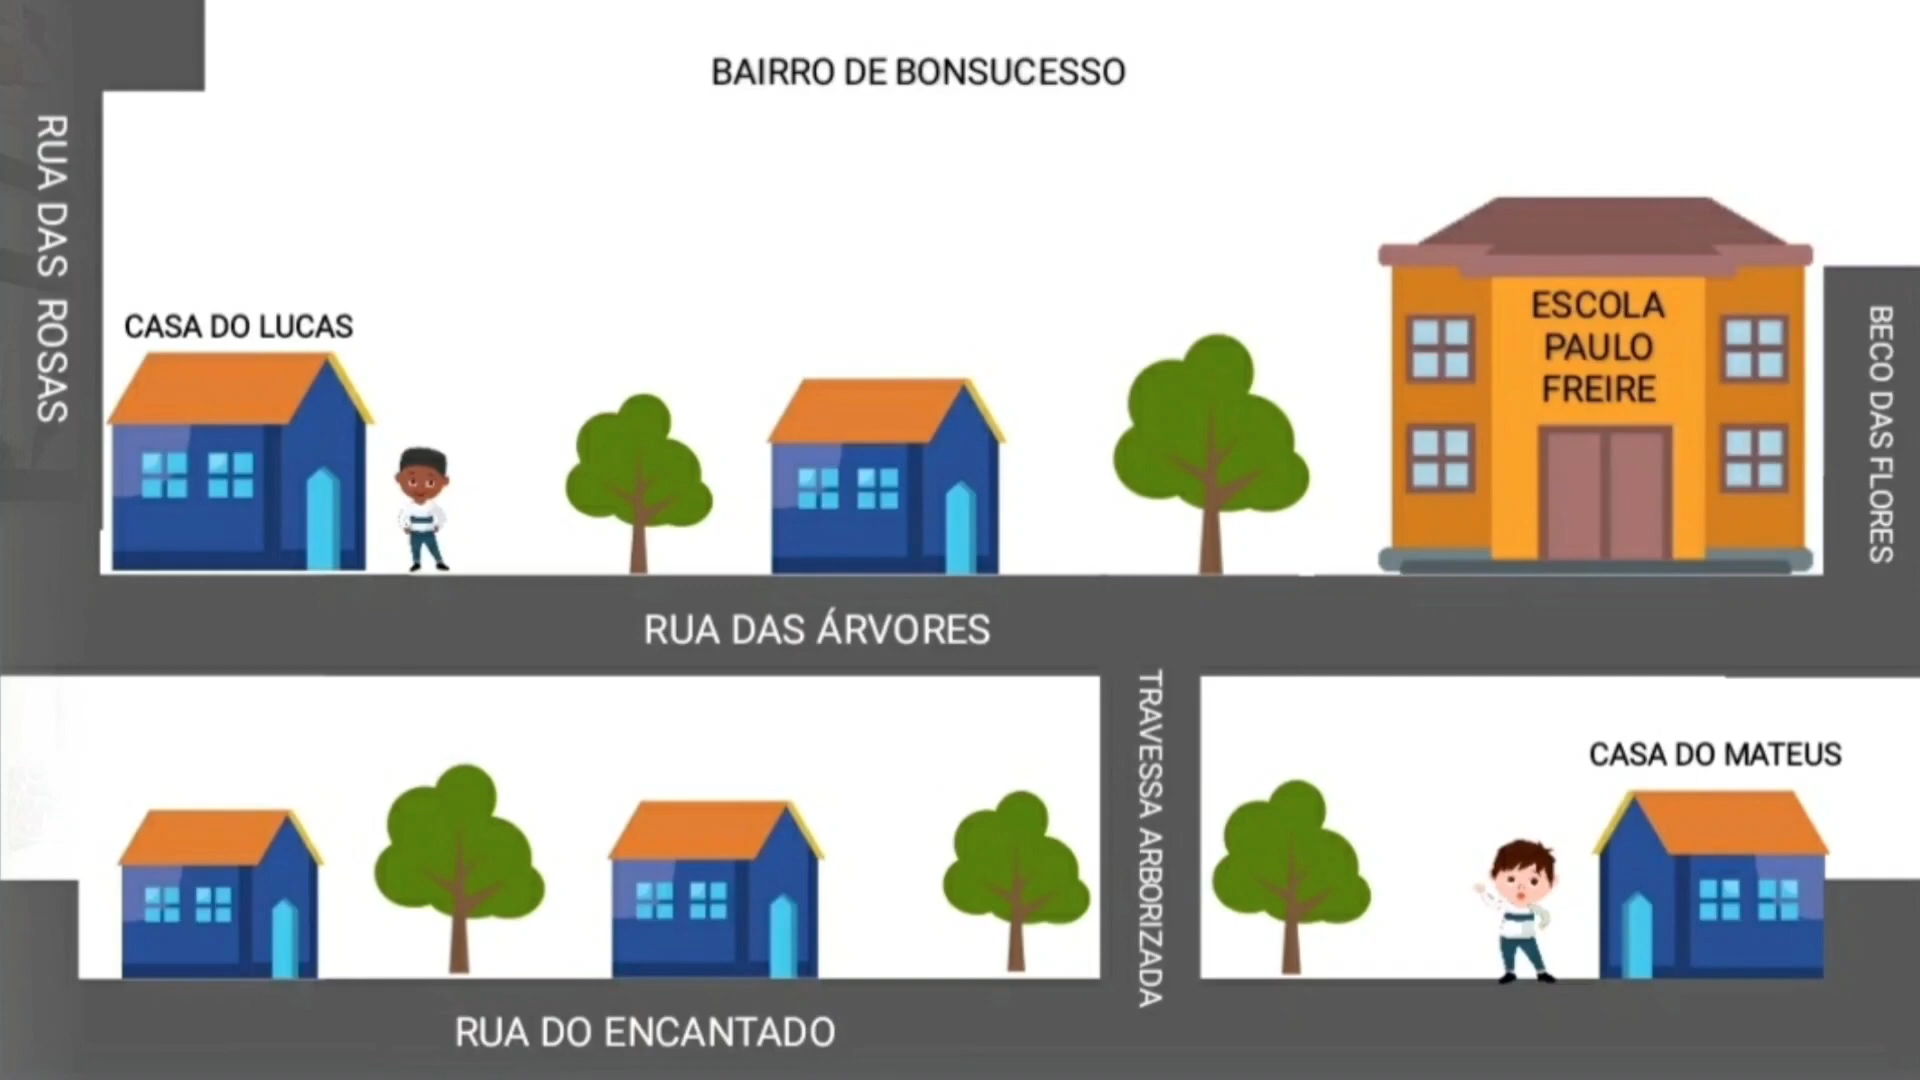 BAIRRO DE BONSUCESSO
RUA DAS ROSAS
CASA DO LUCAS
ESCOLA
PAULO
FREIRE
BECO DAS FLORES
RUA DAS ÁRVORES
TRAVESSA ARBORIZADA
CASA DO MATEUS
RUA DO ENCANTADO